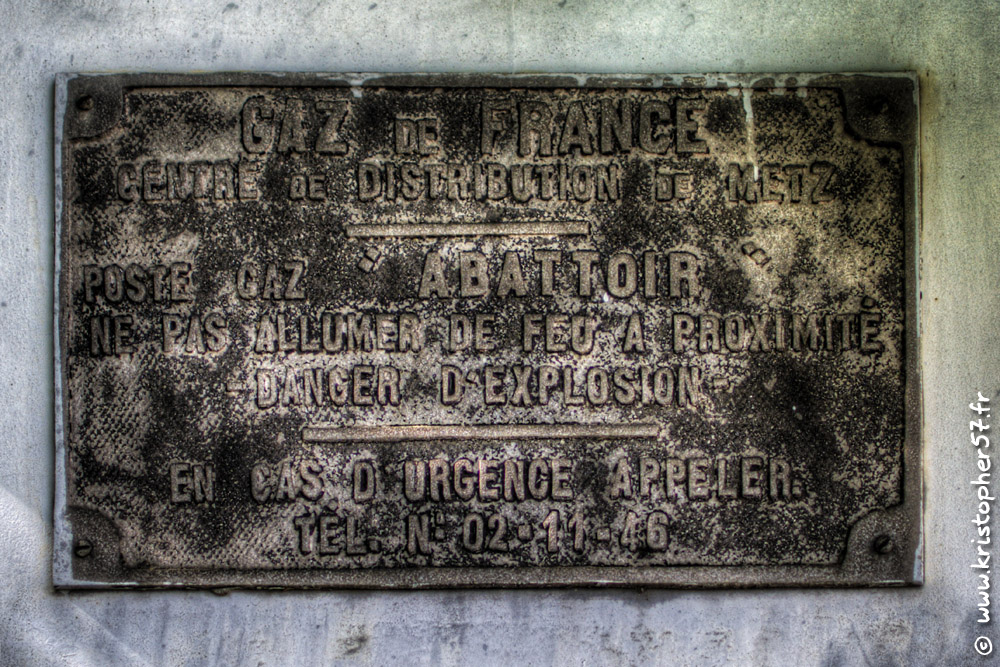 GAZ DE FRANCE
CENTRE DE DISTRIBUTION DE METZ
POSTE GAZ "ABATTOIR"
NE PAS ALLUMER DE FEU A PROXIMITÉ
- DANGER D'EXPLOSION -
EN CAS D URGENCE APPELER.
TÉL. N° 02-11-46
© www.kristopher57.fr